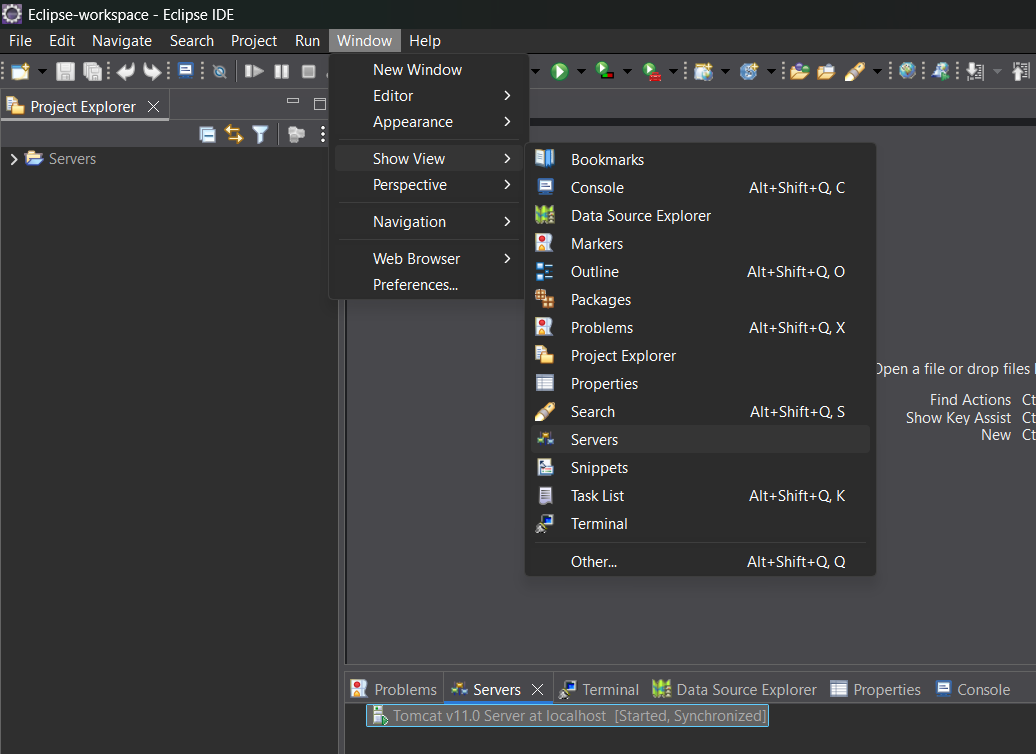 Eclipse-workspace - Eclipse IDE
File Edit Navigate Search Project Run Window Help
Project Explorer
Servers
New Window
Editor
Appearance
Show View
Perspective
Navigation
Web Browser
Preferences...
Bookmarks
Console Alt+Shift+Q, C
Data Source Explorer
Markers
Outline Alt+Shift+Q, O
Packages
Problems Alt+Shift+Q, X
Project Explorer
Properties
Search Alt+Shift+Q, S
Servers
Snippets
Task List Alt+Shift+Q, K
Terminal
Other... Alt+Shift+Q, Q
Open a file or drop files
Find Actions Ct
Show Key Assist Ct
New Ct
Problems Servers Terminal Data Source Explorer Properties Console
Tomcat v11.0 Server at localhost [Started, Synchronized]